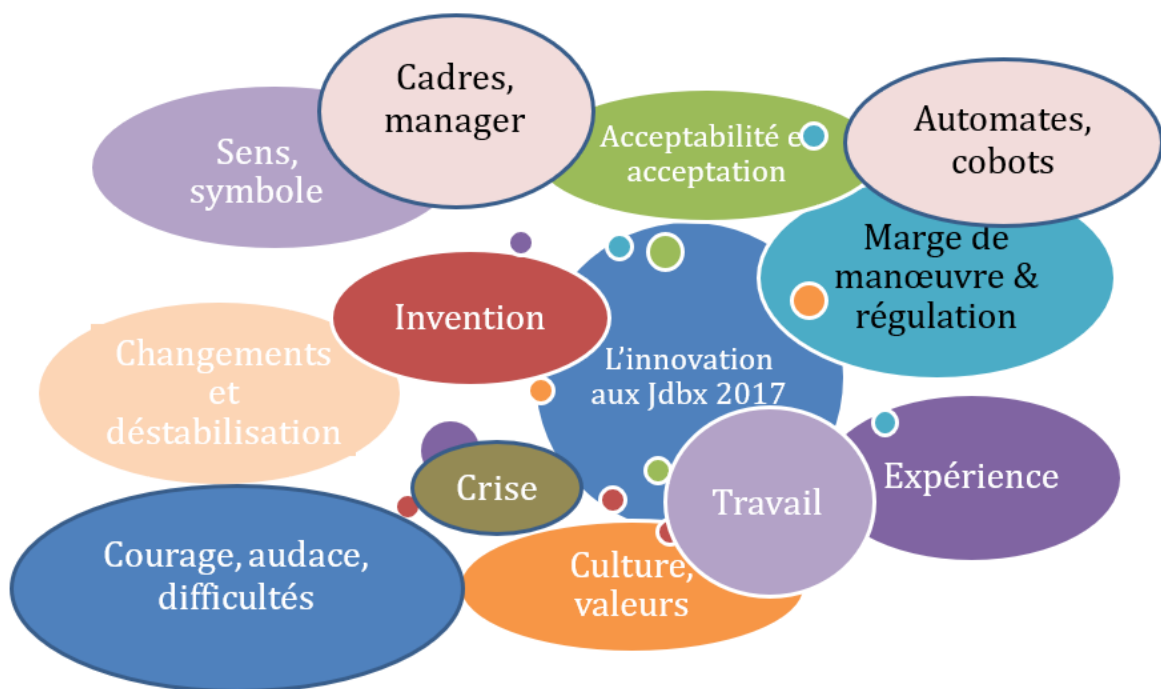 Cadres,
manager
Sens,
symbole
Acceptabilité e
acceptation
Automates,
cobots
Marge de
manœuvre &
régulation
Invention
L'innovation
aux Jdbx 2017
Changements
et
déstabilisation
Crise
Travail
Expérience
Courage, audace,
difficultés
Culture,
valeurs